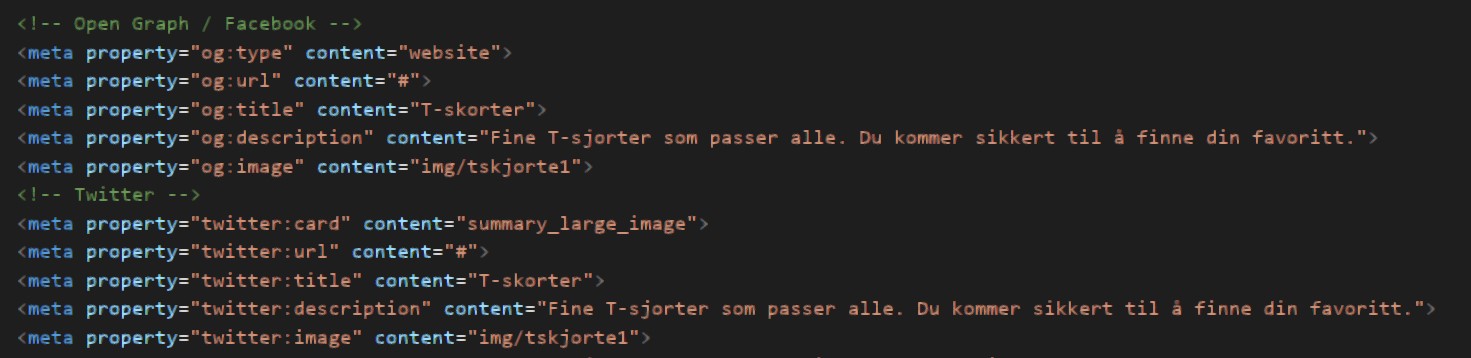 <!-- Open Graph / Facebook -->
<meta property="og:type" content="website">
<meta property="og:url" content="#">
<meta property="og:title" content="T-skorter">
<meta property="og:description" content="Fine T-sjorter som passer alle. Du kommer sikkert til å finne din favoritt.">
<meta property="og:image" content="img/tskjorte1">
<!-- Twitter -->
<meta property="twitter:card" content="summary_large_image">
<meta property="twitter:url" content="#">
<meta property="twitter:title" content="T-skorter">
<meta property="twitter:description" content="Fine T-sjorter som passer alle. Du kommer sikkert til å finne din favoritt.">
<meta property="twitter:image" content="img/tskjorte1">